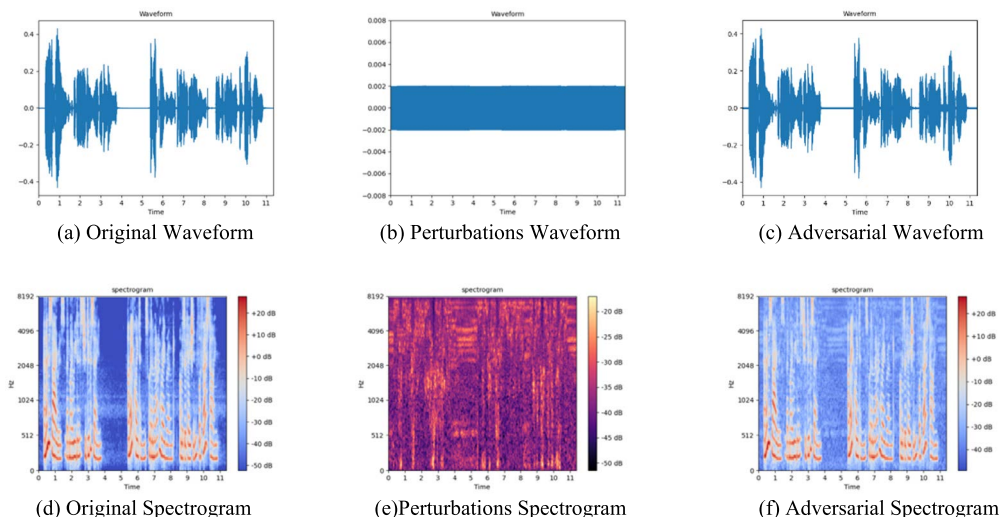 Waveform
0.4
0.2
0.0
−0.2
−0.4
0 1 2 3 4 5 6 7 8 9 10 11
Time
(a) Original Waveform
Waveform
0.008
0.006
0.004
0.002
0.000
−0.002
−0.004
−0.006
−0.008
0 1 2 3 4 5 6 7 8 9 10 11
Time
(b) Perturbations Waveform
Waveform
0.4
0.2
0.0
−0.2
−0.4
0 1 2 3 4 5 6 7 8 9 10 11
Time
(c) Adversarial Waveform
spectrogram
8192
4096
2048
1024
512
0
Hz
0 1 2 3 4 5 6 7 8 9 10 11
Time
+20 dB
+10 dB
+0 dB
-10 dB
-20 dB
-30 dB
-40 dB
-50 dB
(d) Original Spectrogram
spectrogram
8192
4096
2048
1024
512
0
Hz
0 1 2 3 4 5 6 7 8 9 10 11
Time
-20 dB
-25 dB
-30 dB
-35 dB
-40 dB
-45 dB
-50 dB
(e)Perturbations Spectrogram
spectrogram
8192
4096
2048
1024
512
0
Hz
0 1 2 3 4 5 6 7 8 9 10 11
Time
+20 dB
+10 dB
+0 dB
-10 dB
-20 dB
-30 dB
-40 dB
(f) Adversarial Spectrogram